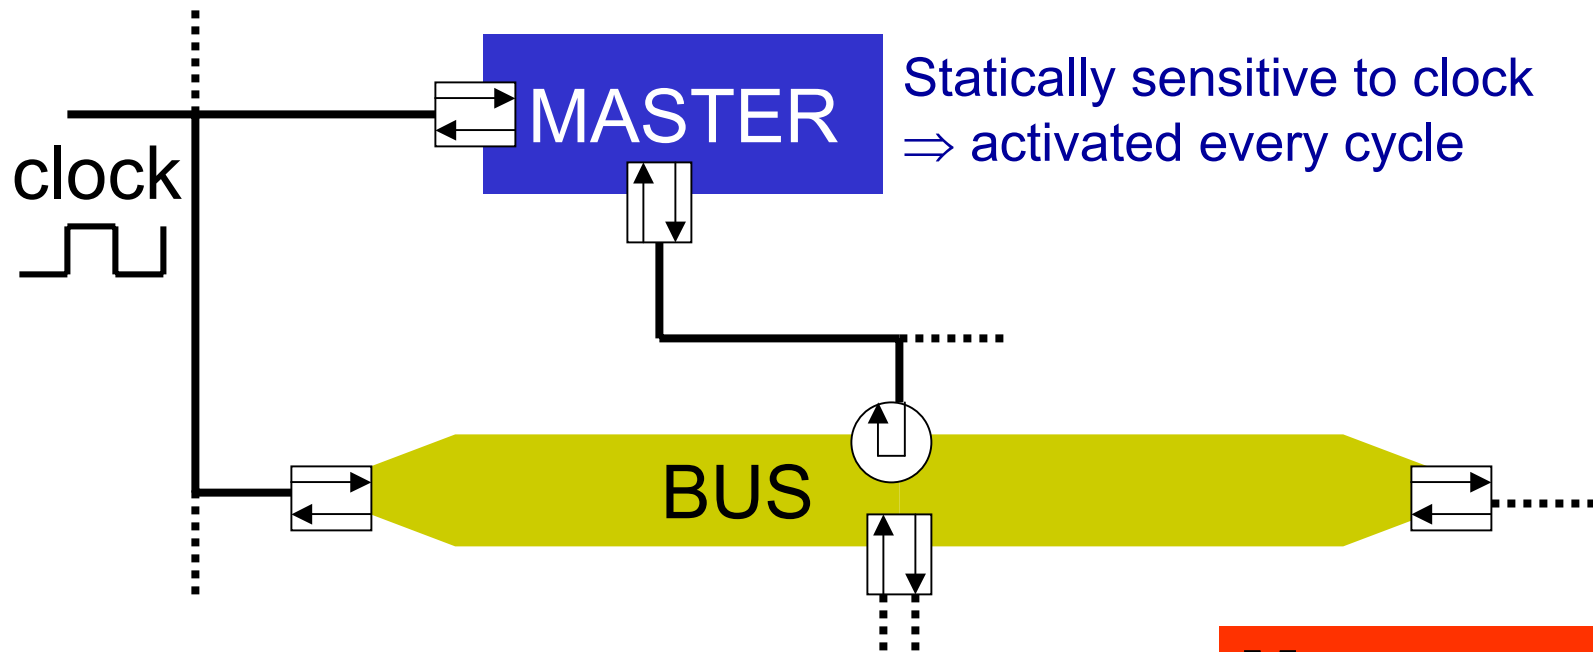 MASTER
Statically sensitive to clock
⇒ activated every cycle
clock
BUS